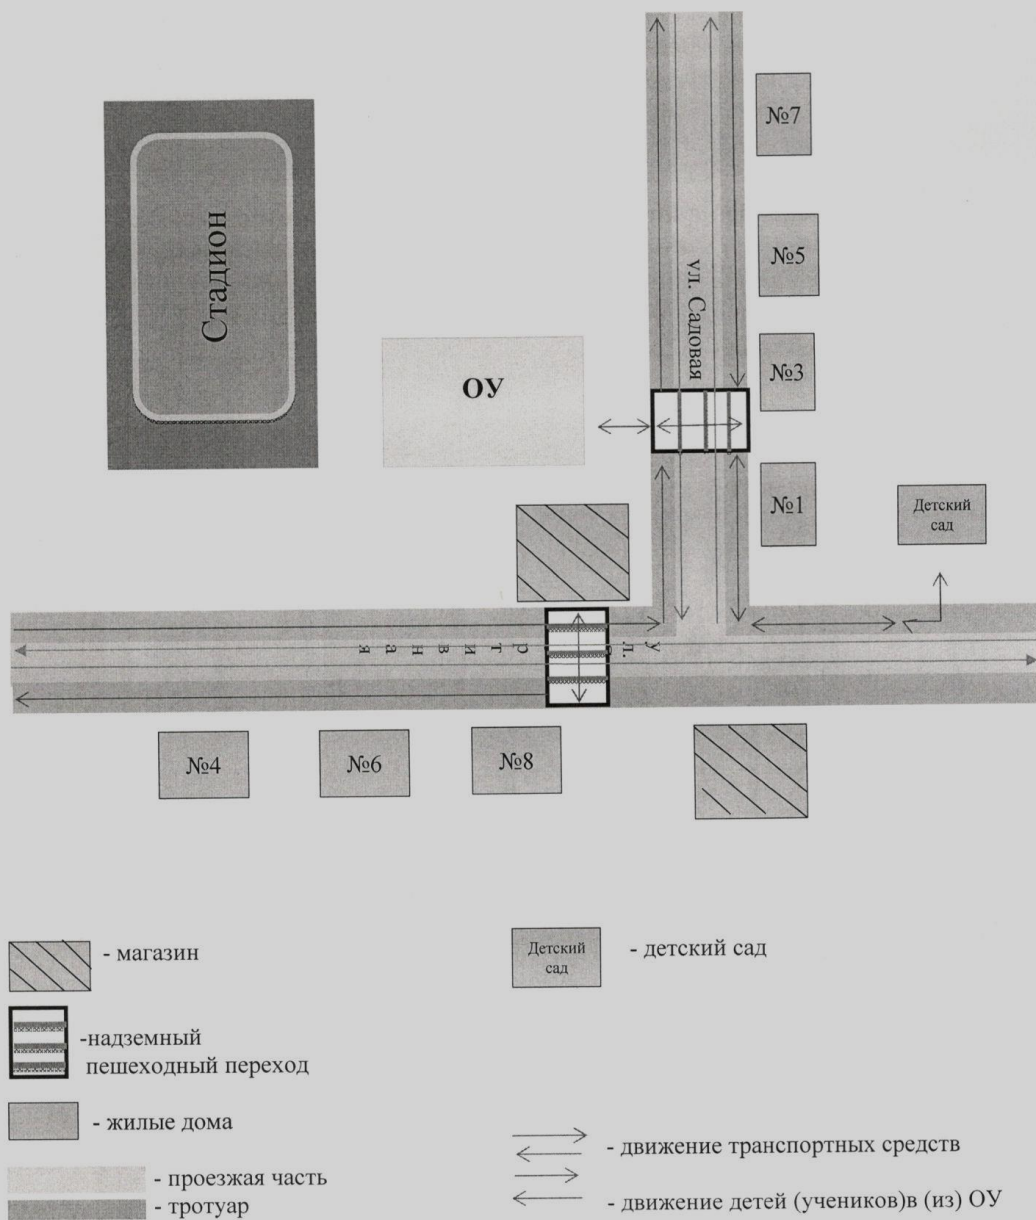 Стадион
ОУ
ул. Садовая
№7
№5
№3
№1
Детский
сад
ул. ртивная
№4
№6
№8
- магазин
Детский
сад
- детский сад
-надземный
пешеходный переход
- жилые дома
- проезжая часть
- тротуар
- движение транспортных средств
- движение детей (учеников)в (из) ОУ